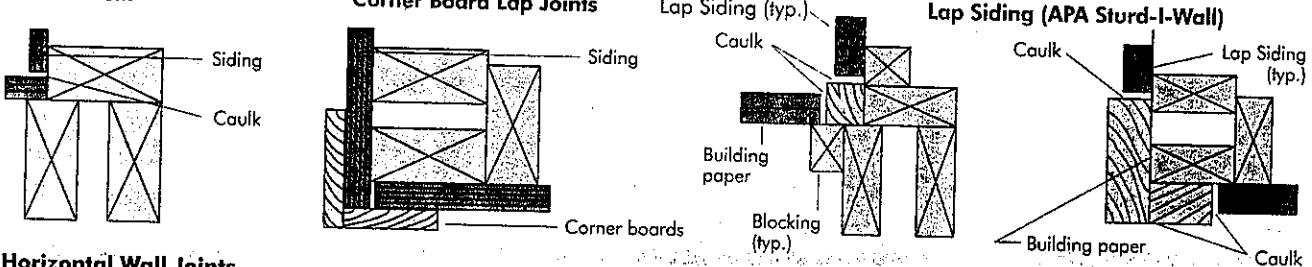 Corner Board Lap Joints
Lap Siding (APA Sturd-I-Wall)
Siding
Caulk
Siding
Corner boards
Lap Siding (typ.)
Caulk
Building
paper
Blocking
(typ.)
Caulk
Lap Siding
(typ.)
Building paper
Caulk
Horizontal Wall Joints